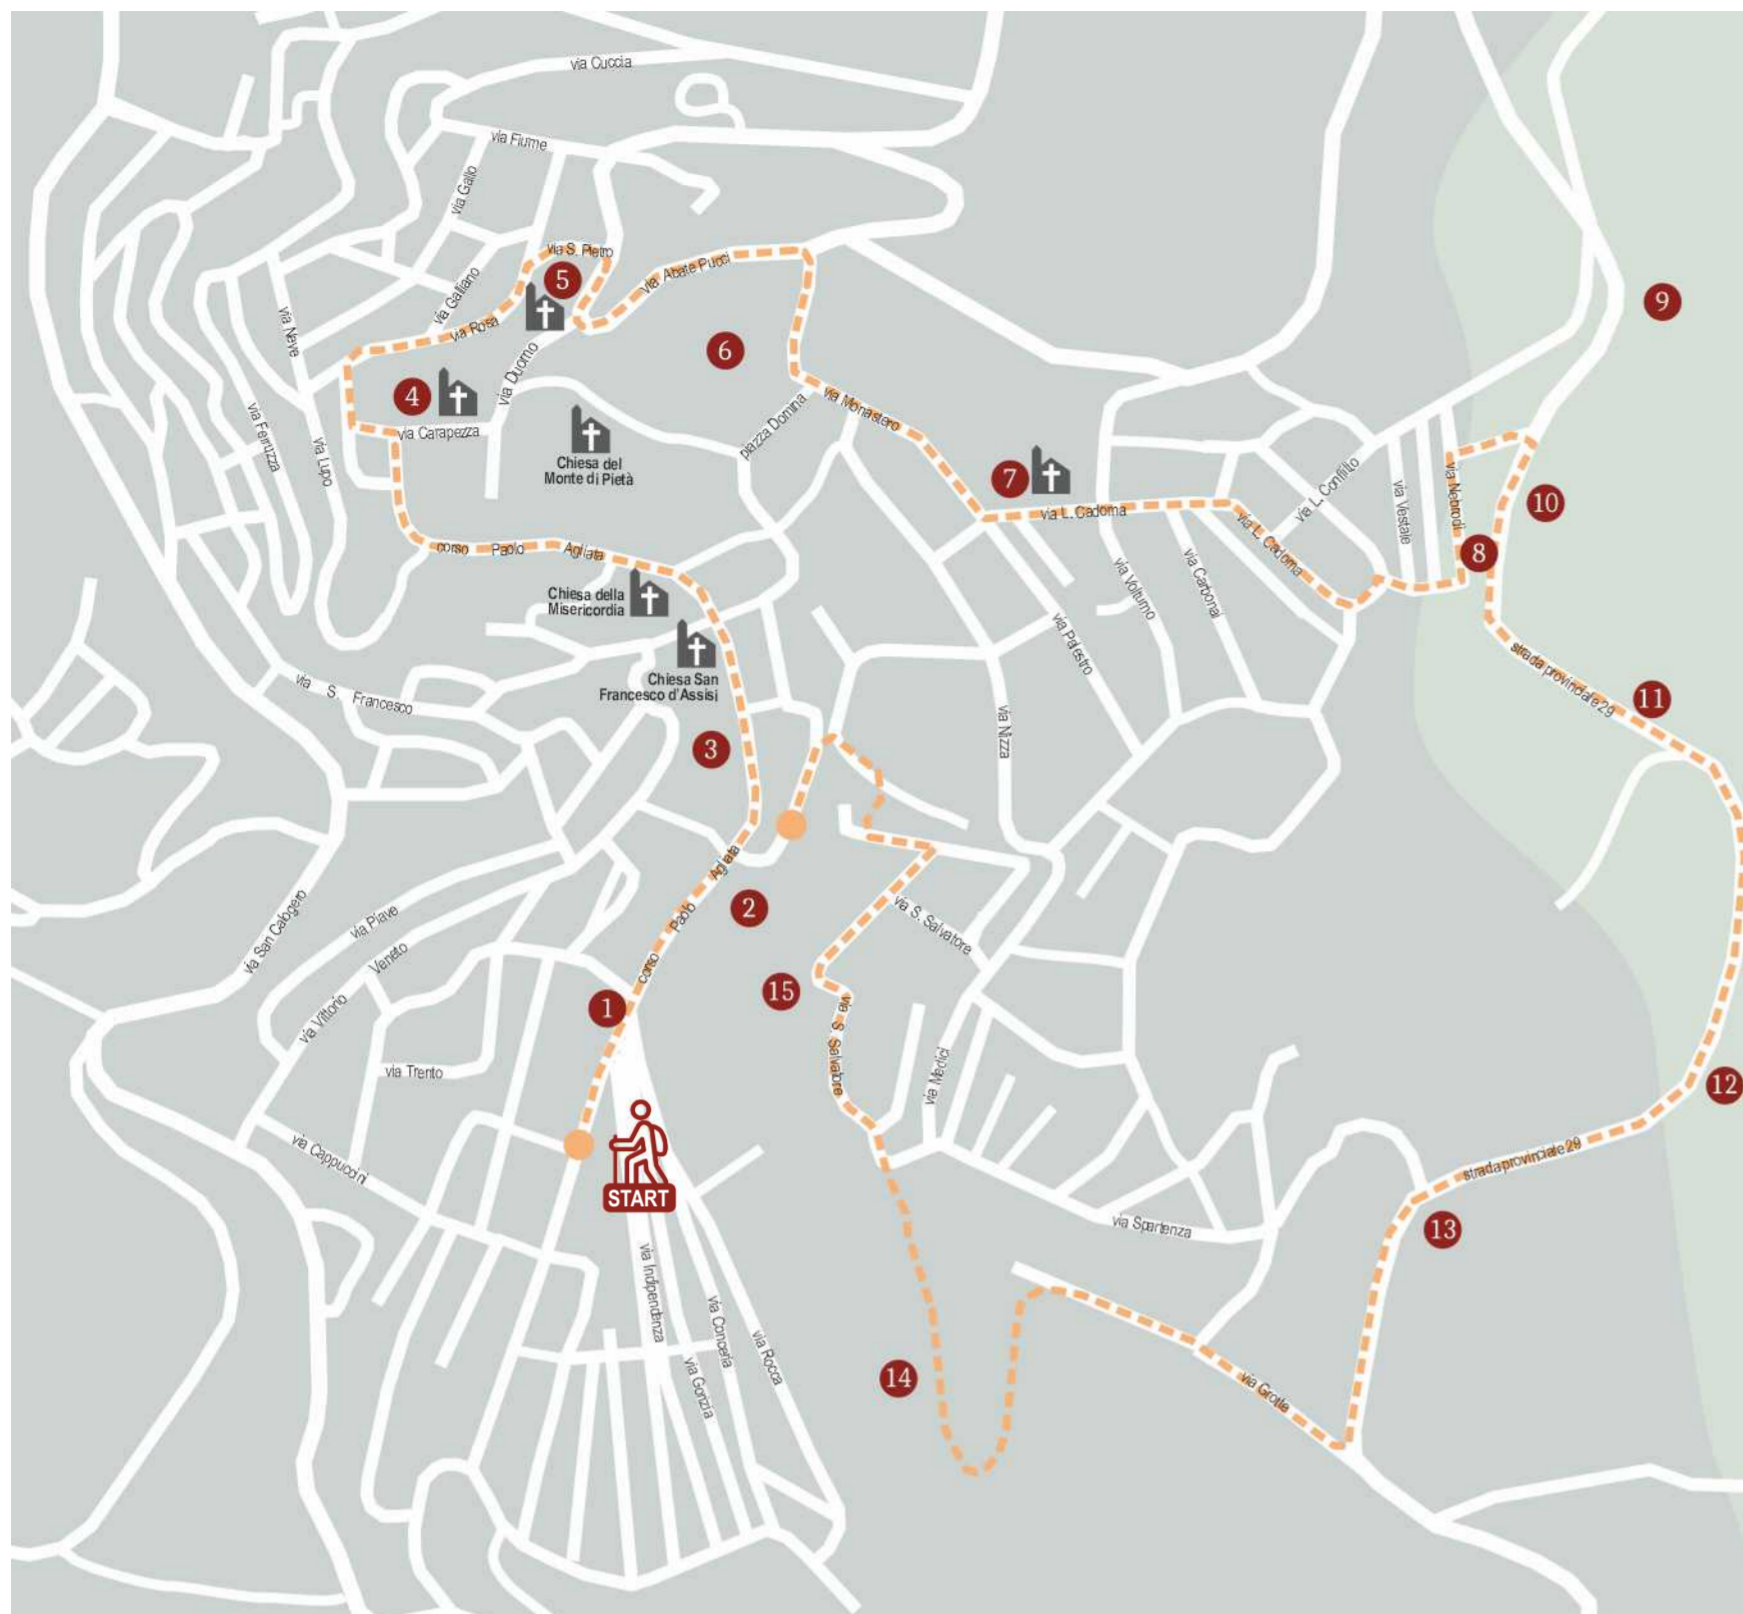 via Cuccia
via Fiume
via Gallo
via S. Pietro
5
via Abate Pucci
via Galliano
9
via Neve
via Rosa
6
via Duomo
4
via Monastero
piazza Domina
via Carapezza
via Ferruzza
via Lupo
Chiesa del
Monte di Pietà
7
via L. Confitto
via Vestale
via Nebrodi
10
via L. Cadorna
via L. Cadorna
8
corso Paolo Agliata
via Volturno
via Carbonai
Chiesa della
Misericordia
via Palestro
strada provinciale 29
Chiesa San
Francesco d'Assisi
via S. Francesco
11
via Nizza
3
corso Paolo Agliata
2
via Piave
via San Calogero
via S. Salvatore
Veneto
via Vittorio
15
1
via S. Salvatore
via Trento
via Medici
12
via Cappuccini
START
strada provinciale 29
via Spartenza
13
via Indipendenza
via Conceria
via Rocca
via Gorizia
14
via Grotte